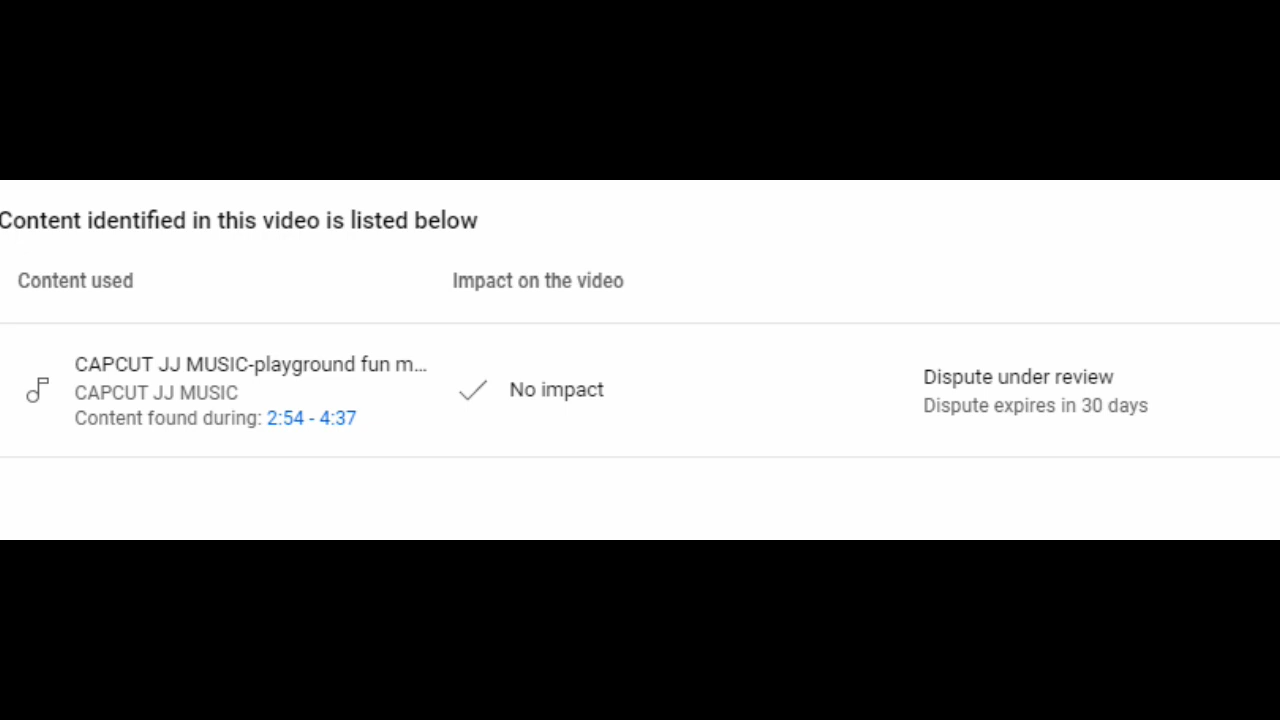 Content identified in this video is listed below
Content used
Impact on the video
CAPCUT JJ MUSIC-playground fun m...
CAPCUT JJ MUSIC
Content found during: 2:54 - 4:37
No impact
Dispute under review
Dispute expires in 30 days